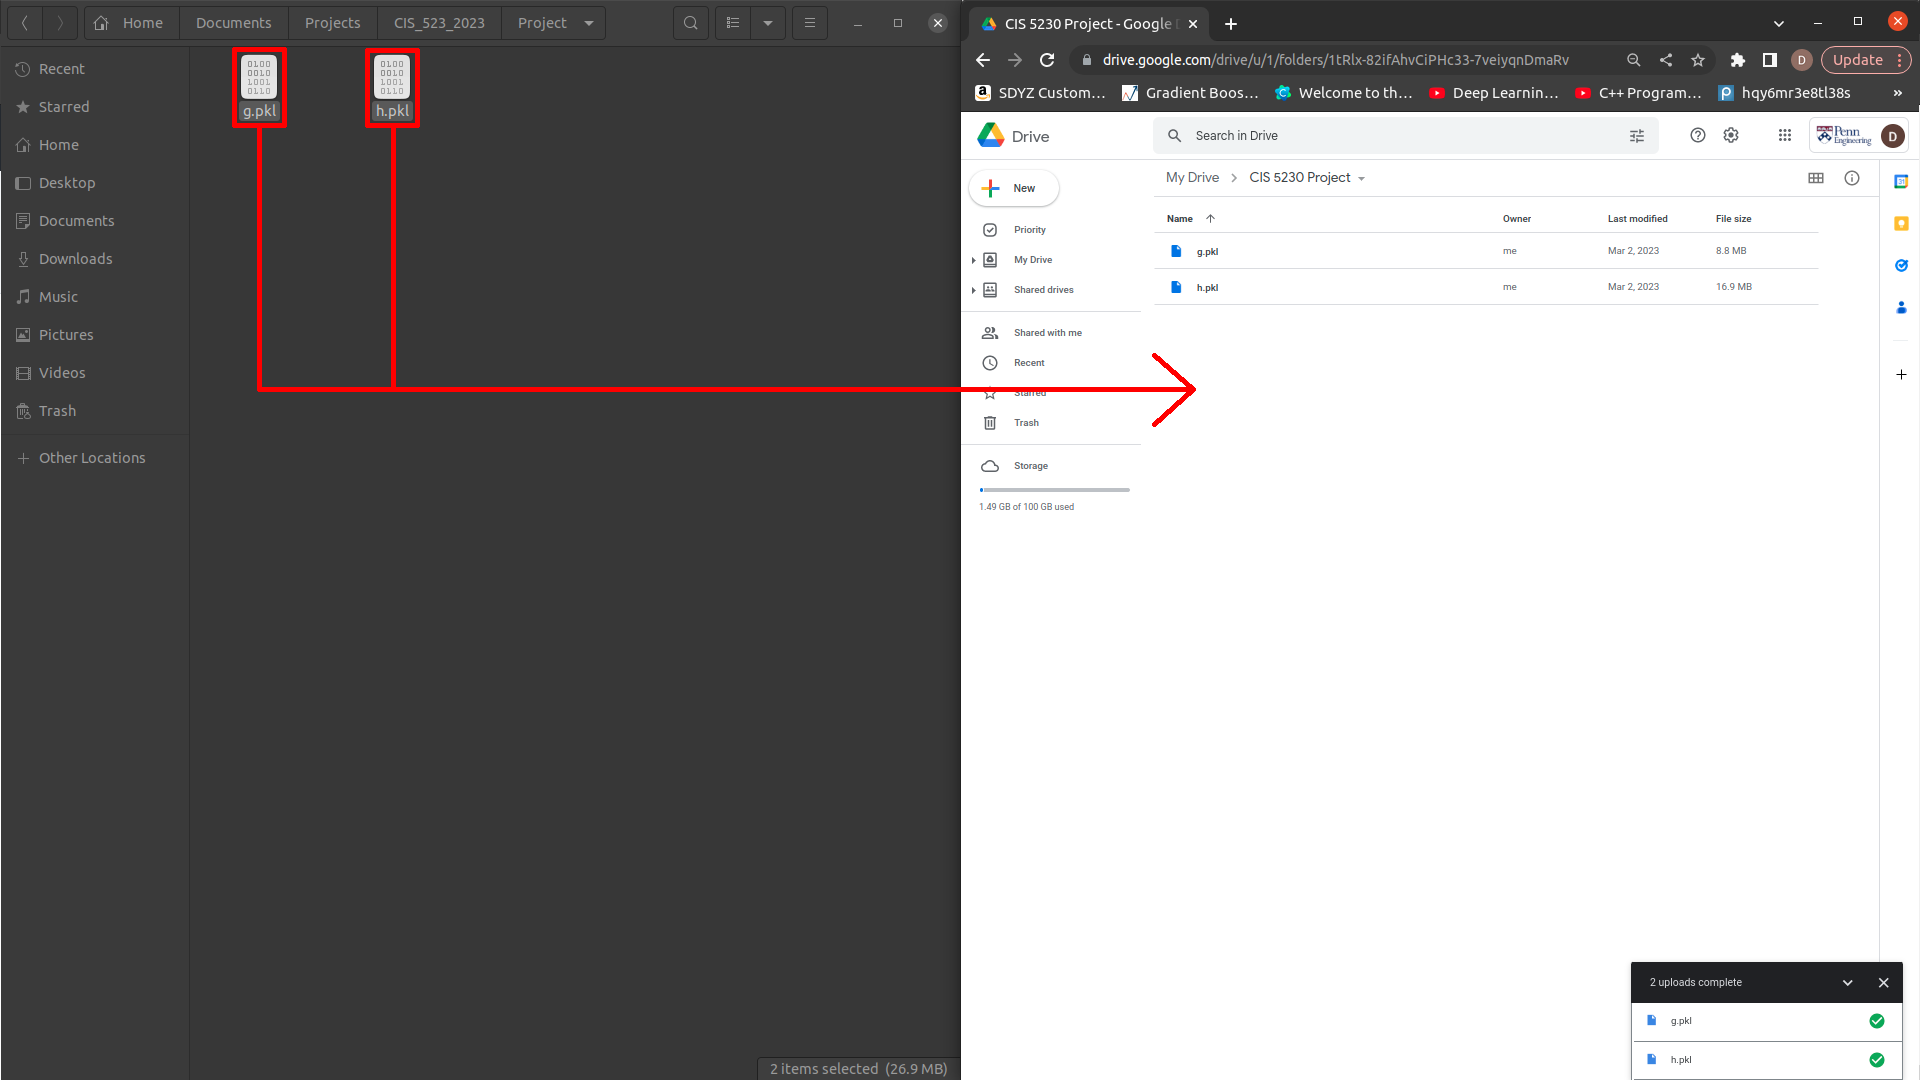 Home Documents Projects CIS_523_2023 Project
Recent
Starred
Home
Desktop
Documents
Downloads
Music
Pictures
Videos
Trash
Other Locations
0100
0010
1001
0110
g.pkl
0100
0010
1001
0110
h.pkl
2 items selected (26.9 MB)
CIS 5230 Project - Google
drive.google.com/drive/u/1/folders/1tRlx-82ifAhvCiPHc33-7veiyqnDmaRv
D
Update
SDYZ Custom… Gradient Boos… Welcome to th… Deep Learnin… C++ Program… hqy6mr3e8tl38s »
Drive
Search in Drive
Penn
Engineering
D
New
Priority
My Drive
Shared drives
Shared with me
Recent
Starred
Trash
Storage
1.49 GB of 100 GB used
My Drive > CIS 5230 Project
Name Owner Last modified File size
g.pkl me Mar 2, 2023 8.8 MB
h.pkl me Mar 2, 2023 16.9 MB
31
2 uploads complete
g.pkl
h.pkl